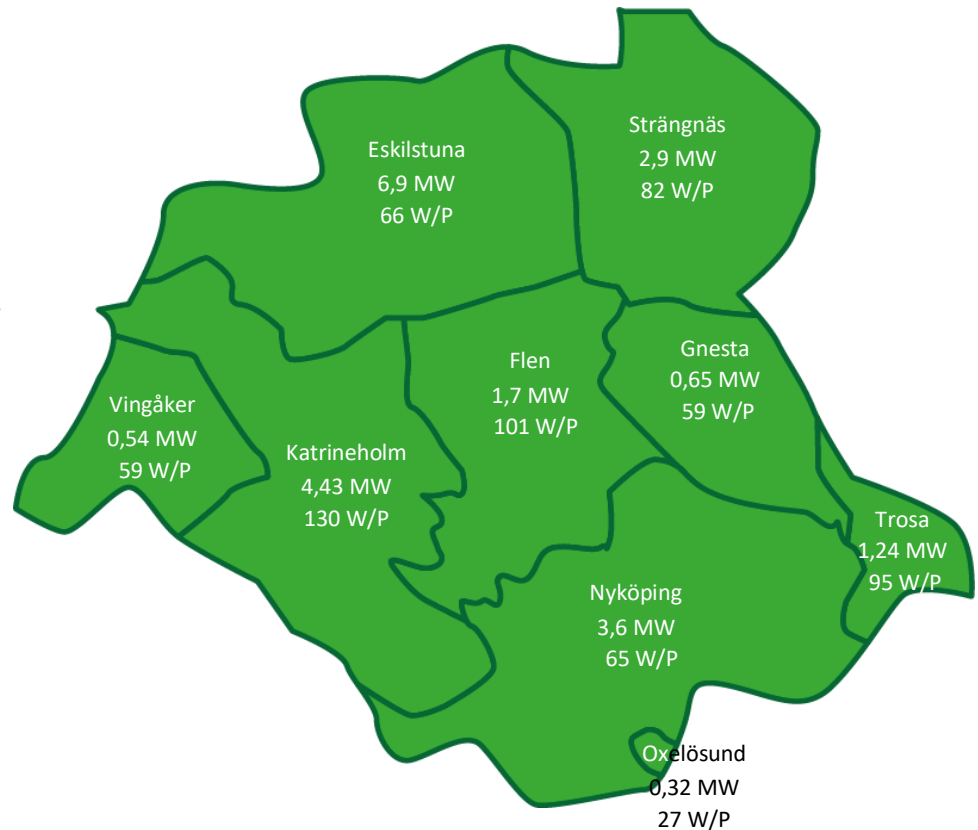 Strängnäs
2,9 MW
82 W/P
Eskilstuna
6,9 MW
66 W/P
Gnesta
0,65 MW
59 W/P
Flen
1,7 MW
101 W/P
Vingåker
0,54 MW
59 W/P
Katrineholm
4,43 MW
130 W/P
Trosa
1,24 MW
95 W/P
Nyköping
3,6 MW
65 W/P
Oxelösund
0,32 MW
27 W/P